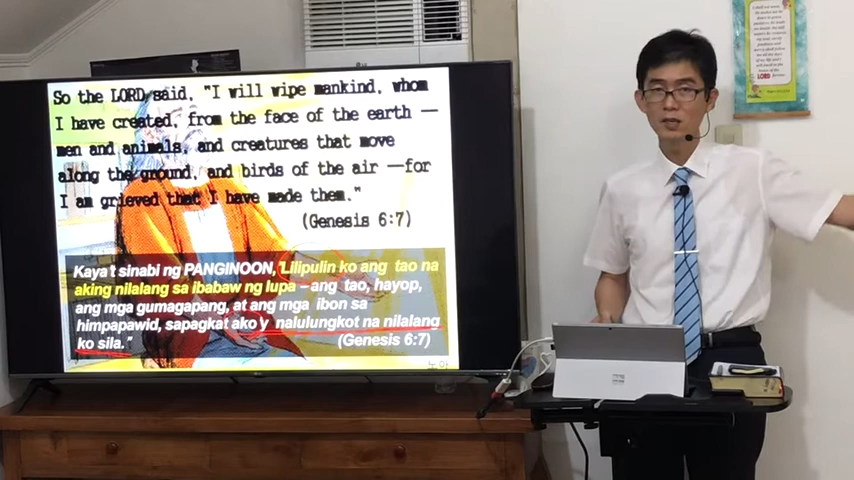 So the LORD said, "I will wipe mankind, whom
I have created, from the face of the earth —
men and animals, and creatures that move
along the ground, and birds of the air —for
I am grieved that I have made them."
(Genesis 6:7)
Kaya't sinabi ng PANGINOON, "Lilipulin ko ang tao na
aking nilalang sa ibabaw ng lupa – ang tao, hayop,
ang mga gumagapang, at ang mga ibon sa
himpapawid, sapagkat ako'y nalulungkot na nilalang
ko sila."
(Genesis 6:7)
노아
LORD